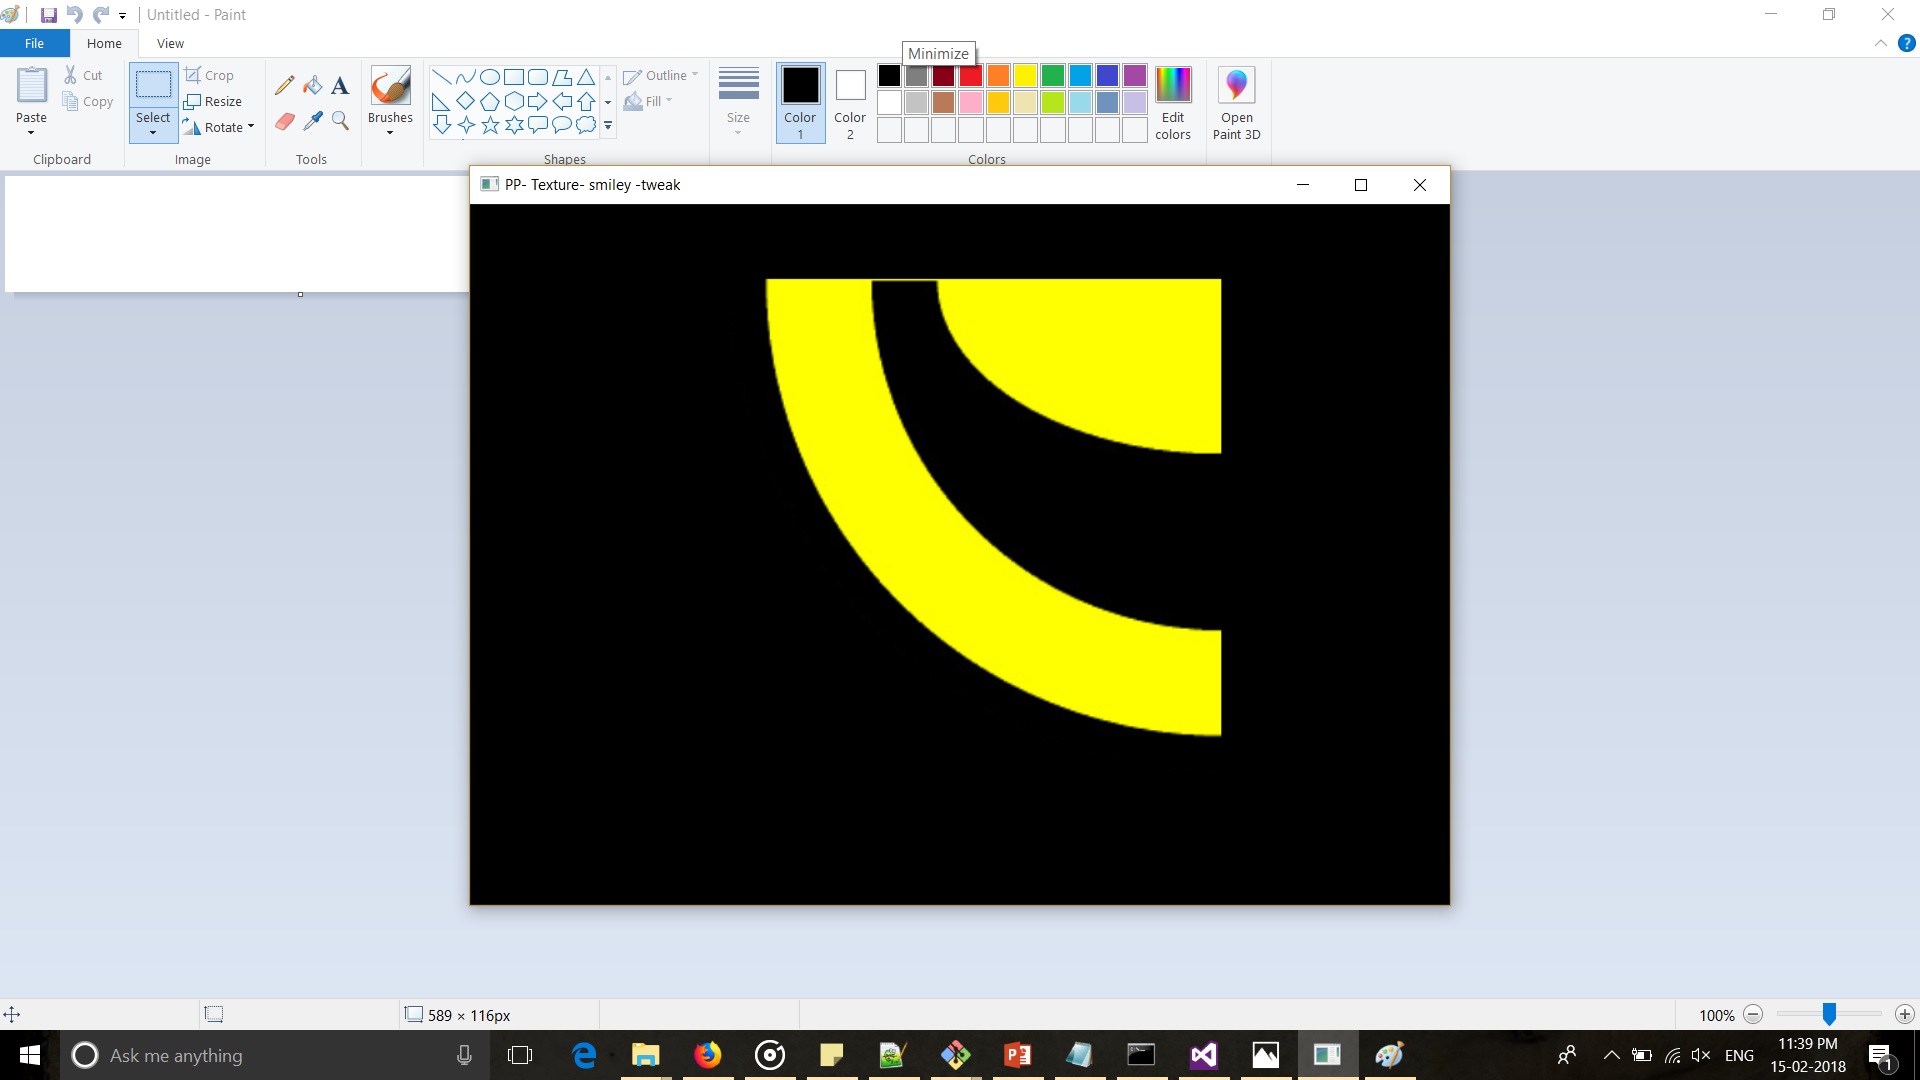 Untitled - Paint
File Home View
Minimize
Paste
Cut
Copy
Clipboard
Select
Crop
Resize
Rotate
Image
A
Tools
Brushes
Outline
Fill
Shapes
Size
Color
1
Color
2
Edit
colors
Open
Paint 3D
Colors
PP- Texture- smiley -tweak
589 × 116px
100%
Ask me anything
ENG
11:39 PM
15-02-2018
1